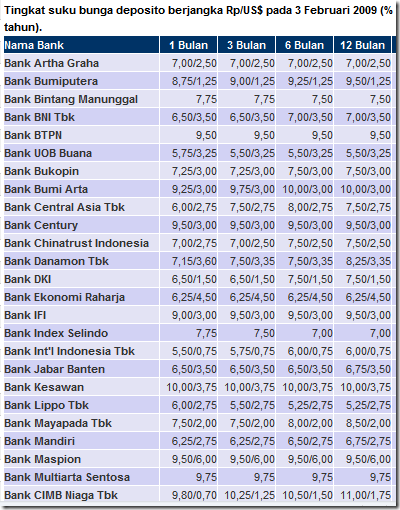 Tingkat suku bunga deposito berjangka Rp/US$ pada 3 Februari 2009 (%
tahun).
Nama Bank 1 Bulan 3 Bulan 6 Bulan 12 Bulan
Bank Artha Graha 7,00/2,50 7,00/2,50 7,00/2,50 7,00/2,50
Bank Bumiputera 8,75/1,25 9,00/1,25 9,25/1,25 9,50/1,25
Bank Bintang Manunggal 7,75 7,75 7,50 7,50
Bank BNI Tbk 6,50/3,50 6,50/3,50 7,00/3,50 7,00/3,50
Bank BTPN 9,50 9,50 9,50 9,50
Bank UOB Buana 5,75/3,25 5,50/3,25 5,50/3,25 5,50/3,25
Bank Bukopin 7,25/3,00 7,25/3,00 7,50/3,00 7,50/3,00
Bank Bumi Arta 9,25/3,00 9,75/3,00 10,00/3,00 10,00/3,00
Bank Central Asia Tbk 6,00/2,75 7,50/2,75 8,00/2,75 7,50/2,75
Bank Century 9,50/3,00 9,50/3,00 9,50/3,00 9,50/3,00
Bank Chinatrust Indonesia 7,00/2,75 7,00/2,50 7,50/2,50 7,50/2,50
Bank Danamon Tbk 7,15/3,60 7,50/3,35 7,50/3,35 8,25/3,35
Bank DKI 6,50/1,50 6,50/1,50 7,50/1,50 7,50/1,50
Bank Ekonomi Raharja 6,25/4,50 6,25/4,50 6,25/4,50 6,25/4,50
Bank IFI 9,00/3,00 9,50/3,00 9,50/3,00 9,50/3,00
Bank Index Selindo 7,75 7,50 7,00 7,00
Bank Int'l Indonesia Tbk 5,50/0,75 5,75/0,75 6,00/0,75 6,00/0,75
Bank Jabar Banten 6,50/3,50 6,50/3,50 6,50/3,50 6,75/3,50
Bank Kesawan 10,00/3,75 10,00/3,75 10,00/3,75 10,00/3,75
Bank Lippo Tbk 6,00/2,75 5,50/2,75 5,25/2,75 5,25/2,75
Bank Mayapada Tbk 7,50/2,00 7,50/2,00 8,00/2,00 8,50/2,00
Bank Mandiri 6,25/2,75 6,25/2,75 6,50/2,75 6,75/2,75
Bank Maspion 9,50/6,00 9,50/6,00 9,50/6,00 9,50/6,00
Bank Multiarta Sentosa 9,75 9,75 9,75 9,75
Bank CIMB Niaga Tbk 9,80/0,70 10,25/1,25 10,50/1,50 11,00/1,75